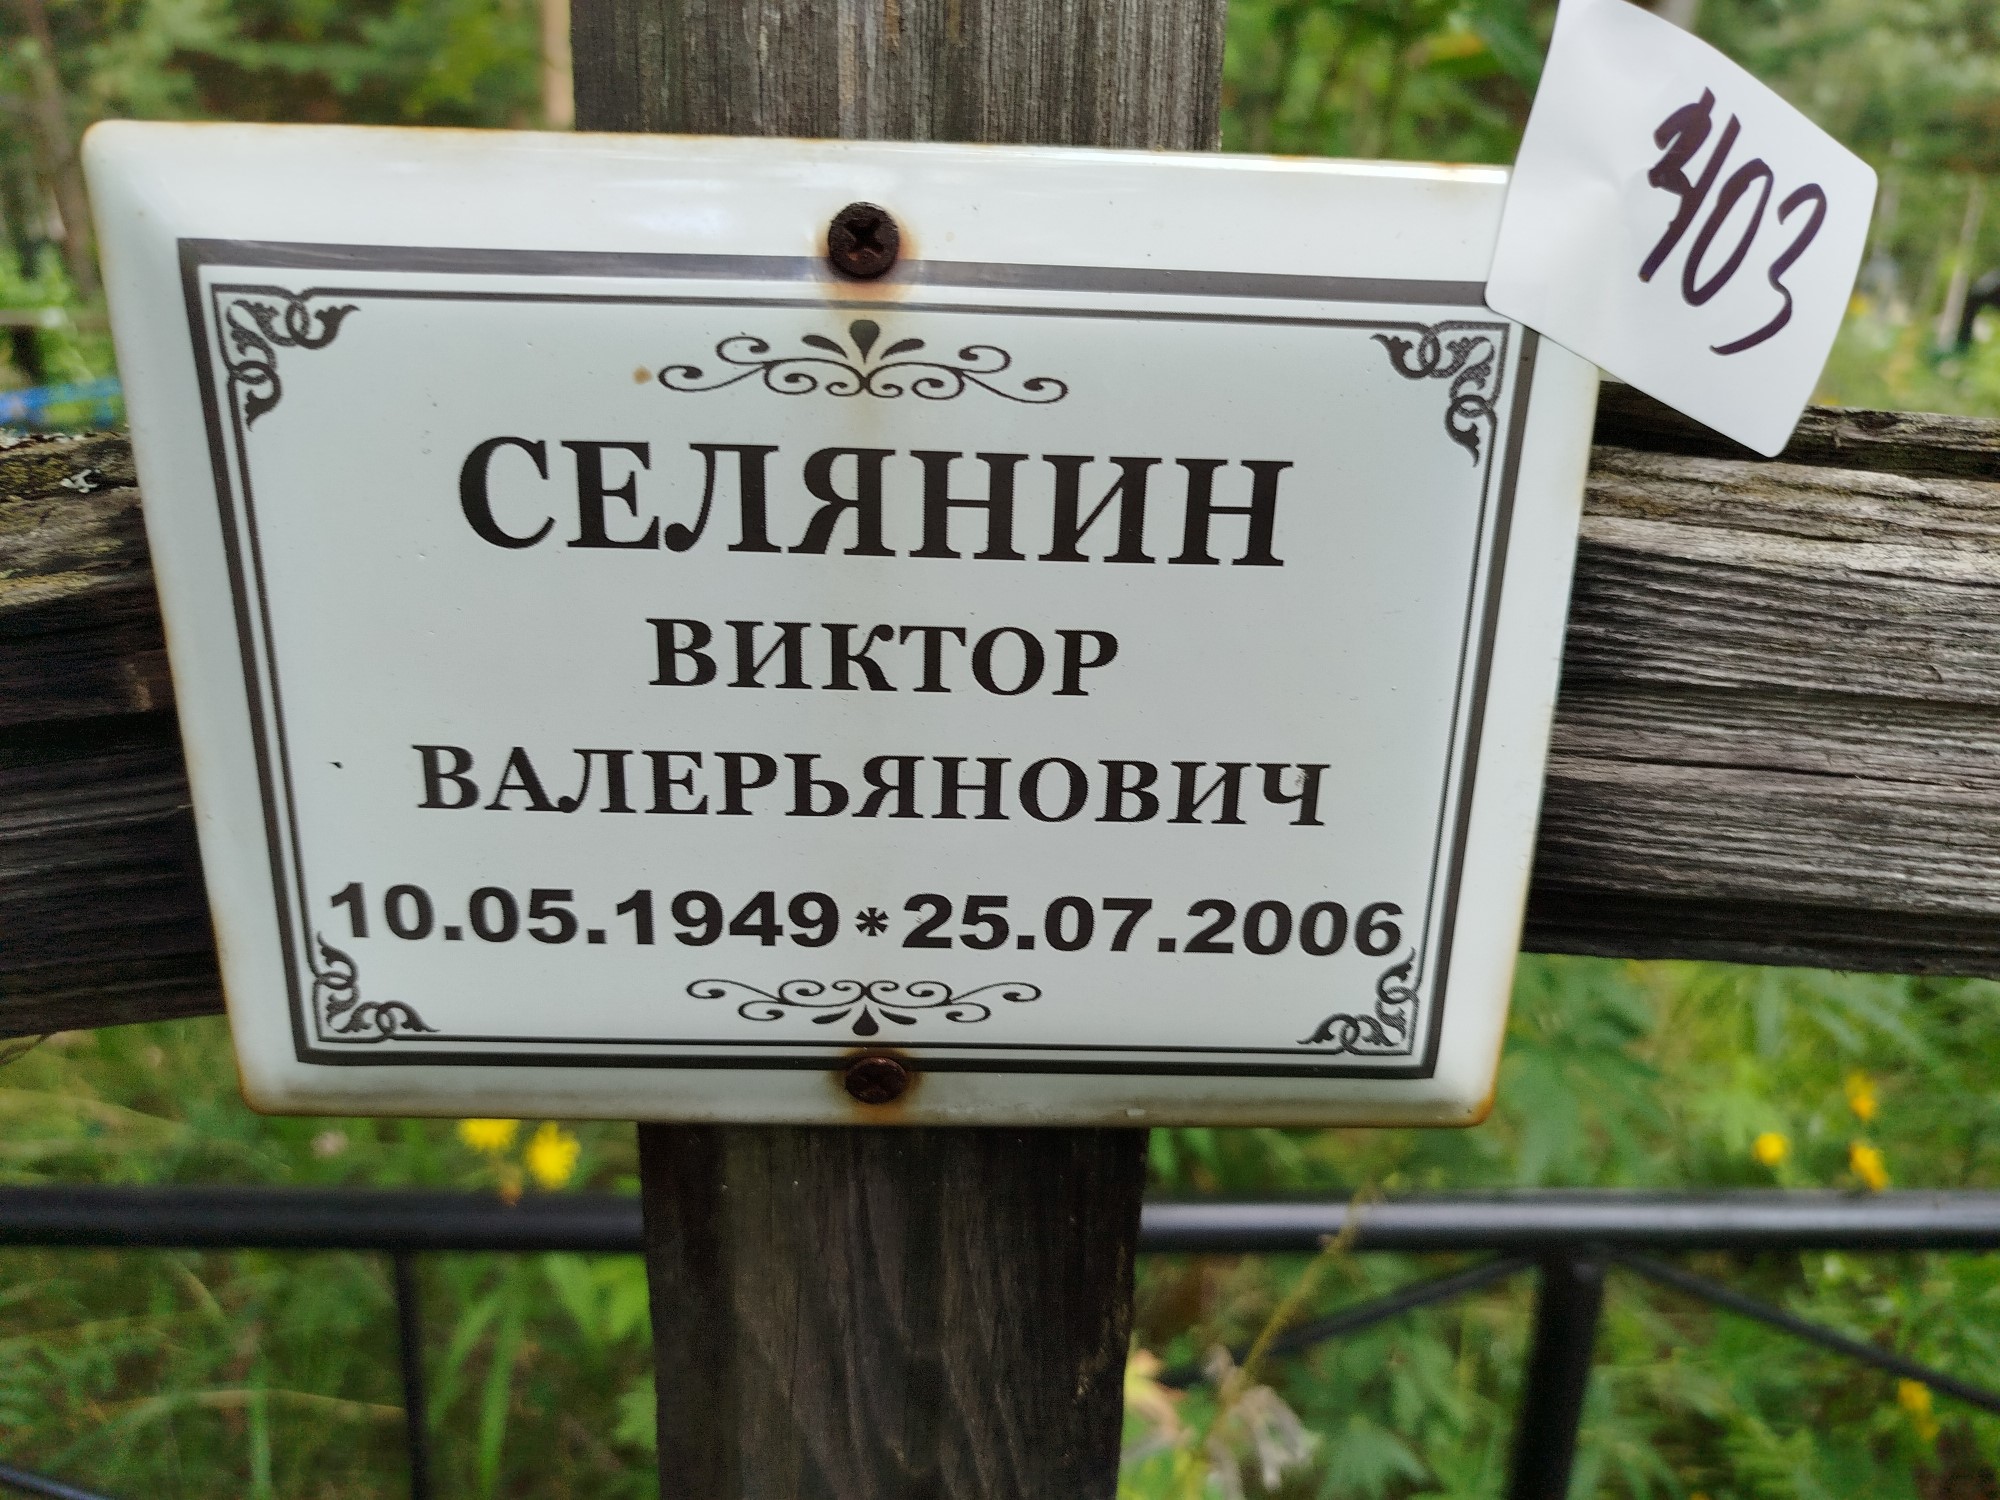 403
СЕЛЯНИН
ВИКТОР
ВАЛЕРЬЯНОВИЧ
10.05.1949*25.07.2006